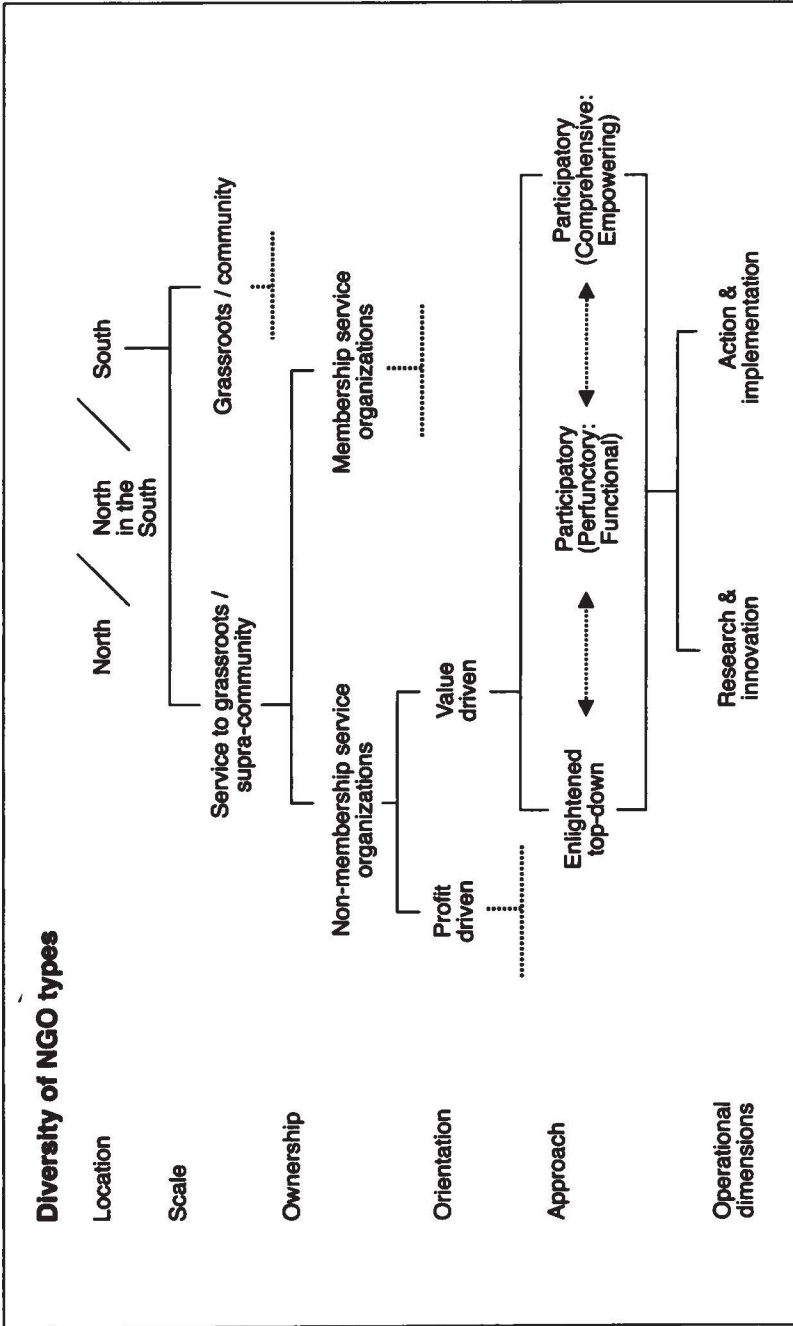 Diversity of NGO types
Location
North / North / South
in the
South
Scale
Service to grassroots /
supra-community
Grassroots / community
Ownership
Non-membership service
organizations
Membership service
organizations
Orientation
Profit
driven
Value
driven
Approach
Enlightened
top-down
Participatory
(Perfunctory:
Functional)
Participatory
(Comprehensive:
Empowering)
Operational
dimensions
Research &
innovation
Action &
implementation